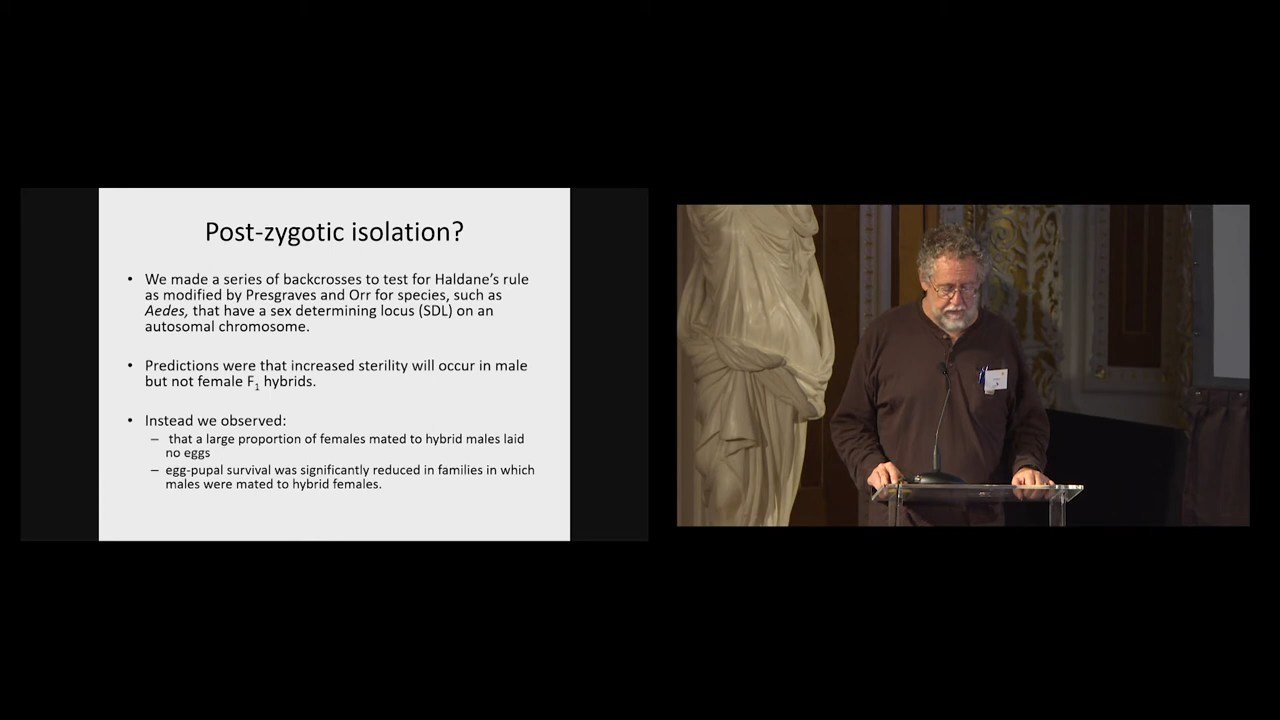 Post-zygotic isolation?
• We made a series of backcrosses to test for Haldane's rule
as modified by Presgraves and Orr for species, such as
Aedes, that have a sex determining locus (SDL) on an
autosomal chromosome.
• Predictions were that increased sterility will occur in male
but not female F1 hybrids.
• Instead we observed:
– that a large proportion of females mated to hybrid males laid
no eggs
– egg-pupal survival was significantly reduced in families in which
males were mated to hybrid females.